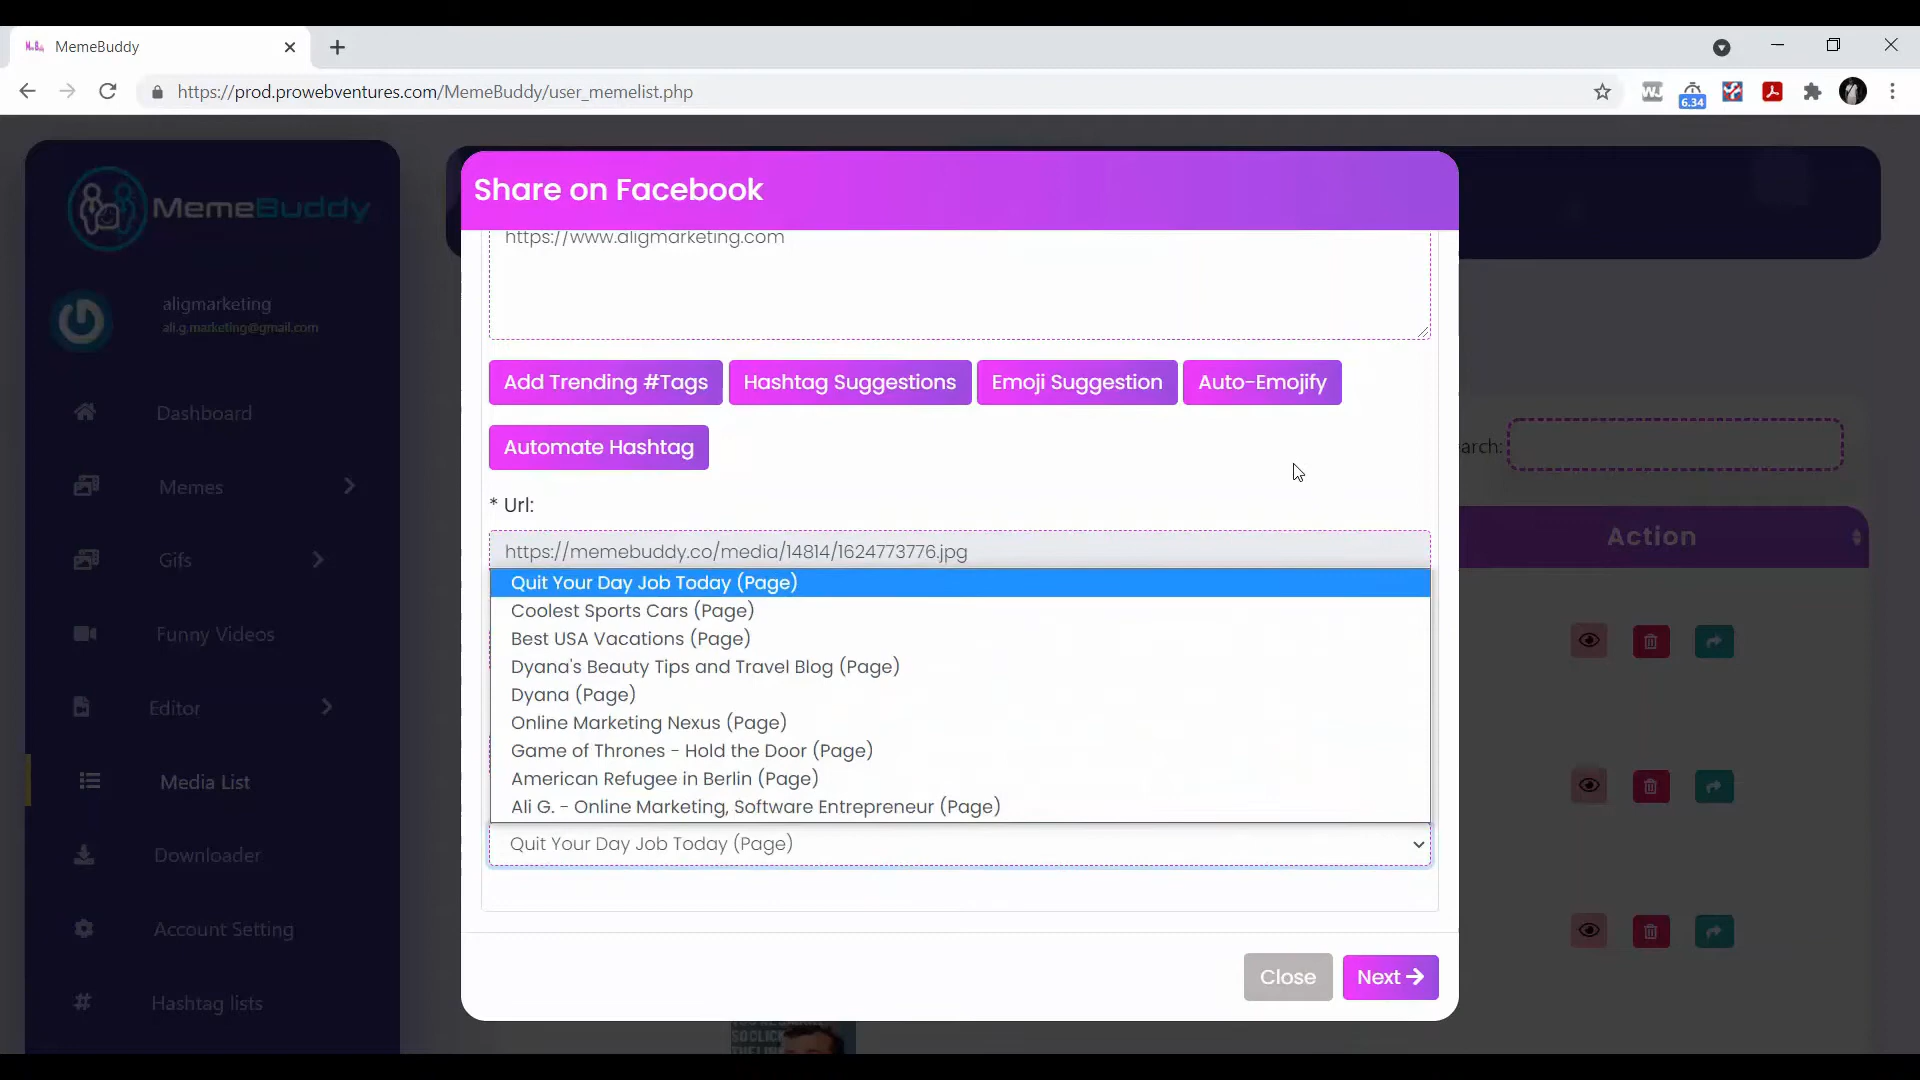 MemeBuddy
6.34
https://prod.prowebventures.com/MemeBuddy/user_memelist.php
MemeBuddy
aligmarketing
ali.g.marketing@gmail.com
Dashboard
Memes
Gifs
Funny Videos
Editor
Media List
Downloader
Account Setting
Hashtag lists
Share on Facebook
https://www.aligmarketing.com
Add Trending #Tags
Hashtag Suggestions
Emoji Suggestion
Auto-Emojify
Automate Hashtag
* Url:
https://memebuddy.co/media/14814/1624773776.jpg
Quit Your Day Job Today (Page)
Coolest Sports Cars (Page)
Best USA Vacations (Page)
Dyana's Beauty Tips and Travel Blog (Page)
Dyana (Page)
Online Marketing Nexus (Page)
Game of Thrones - Hold the Door (Page)
American Refugee in Berlin (Page)
Ali G. - Online Marketing, Software Entrepreneur (Page)
Quit Your Day Job Today (Page)
Close
Next
arch:
Action
SO CLICK